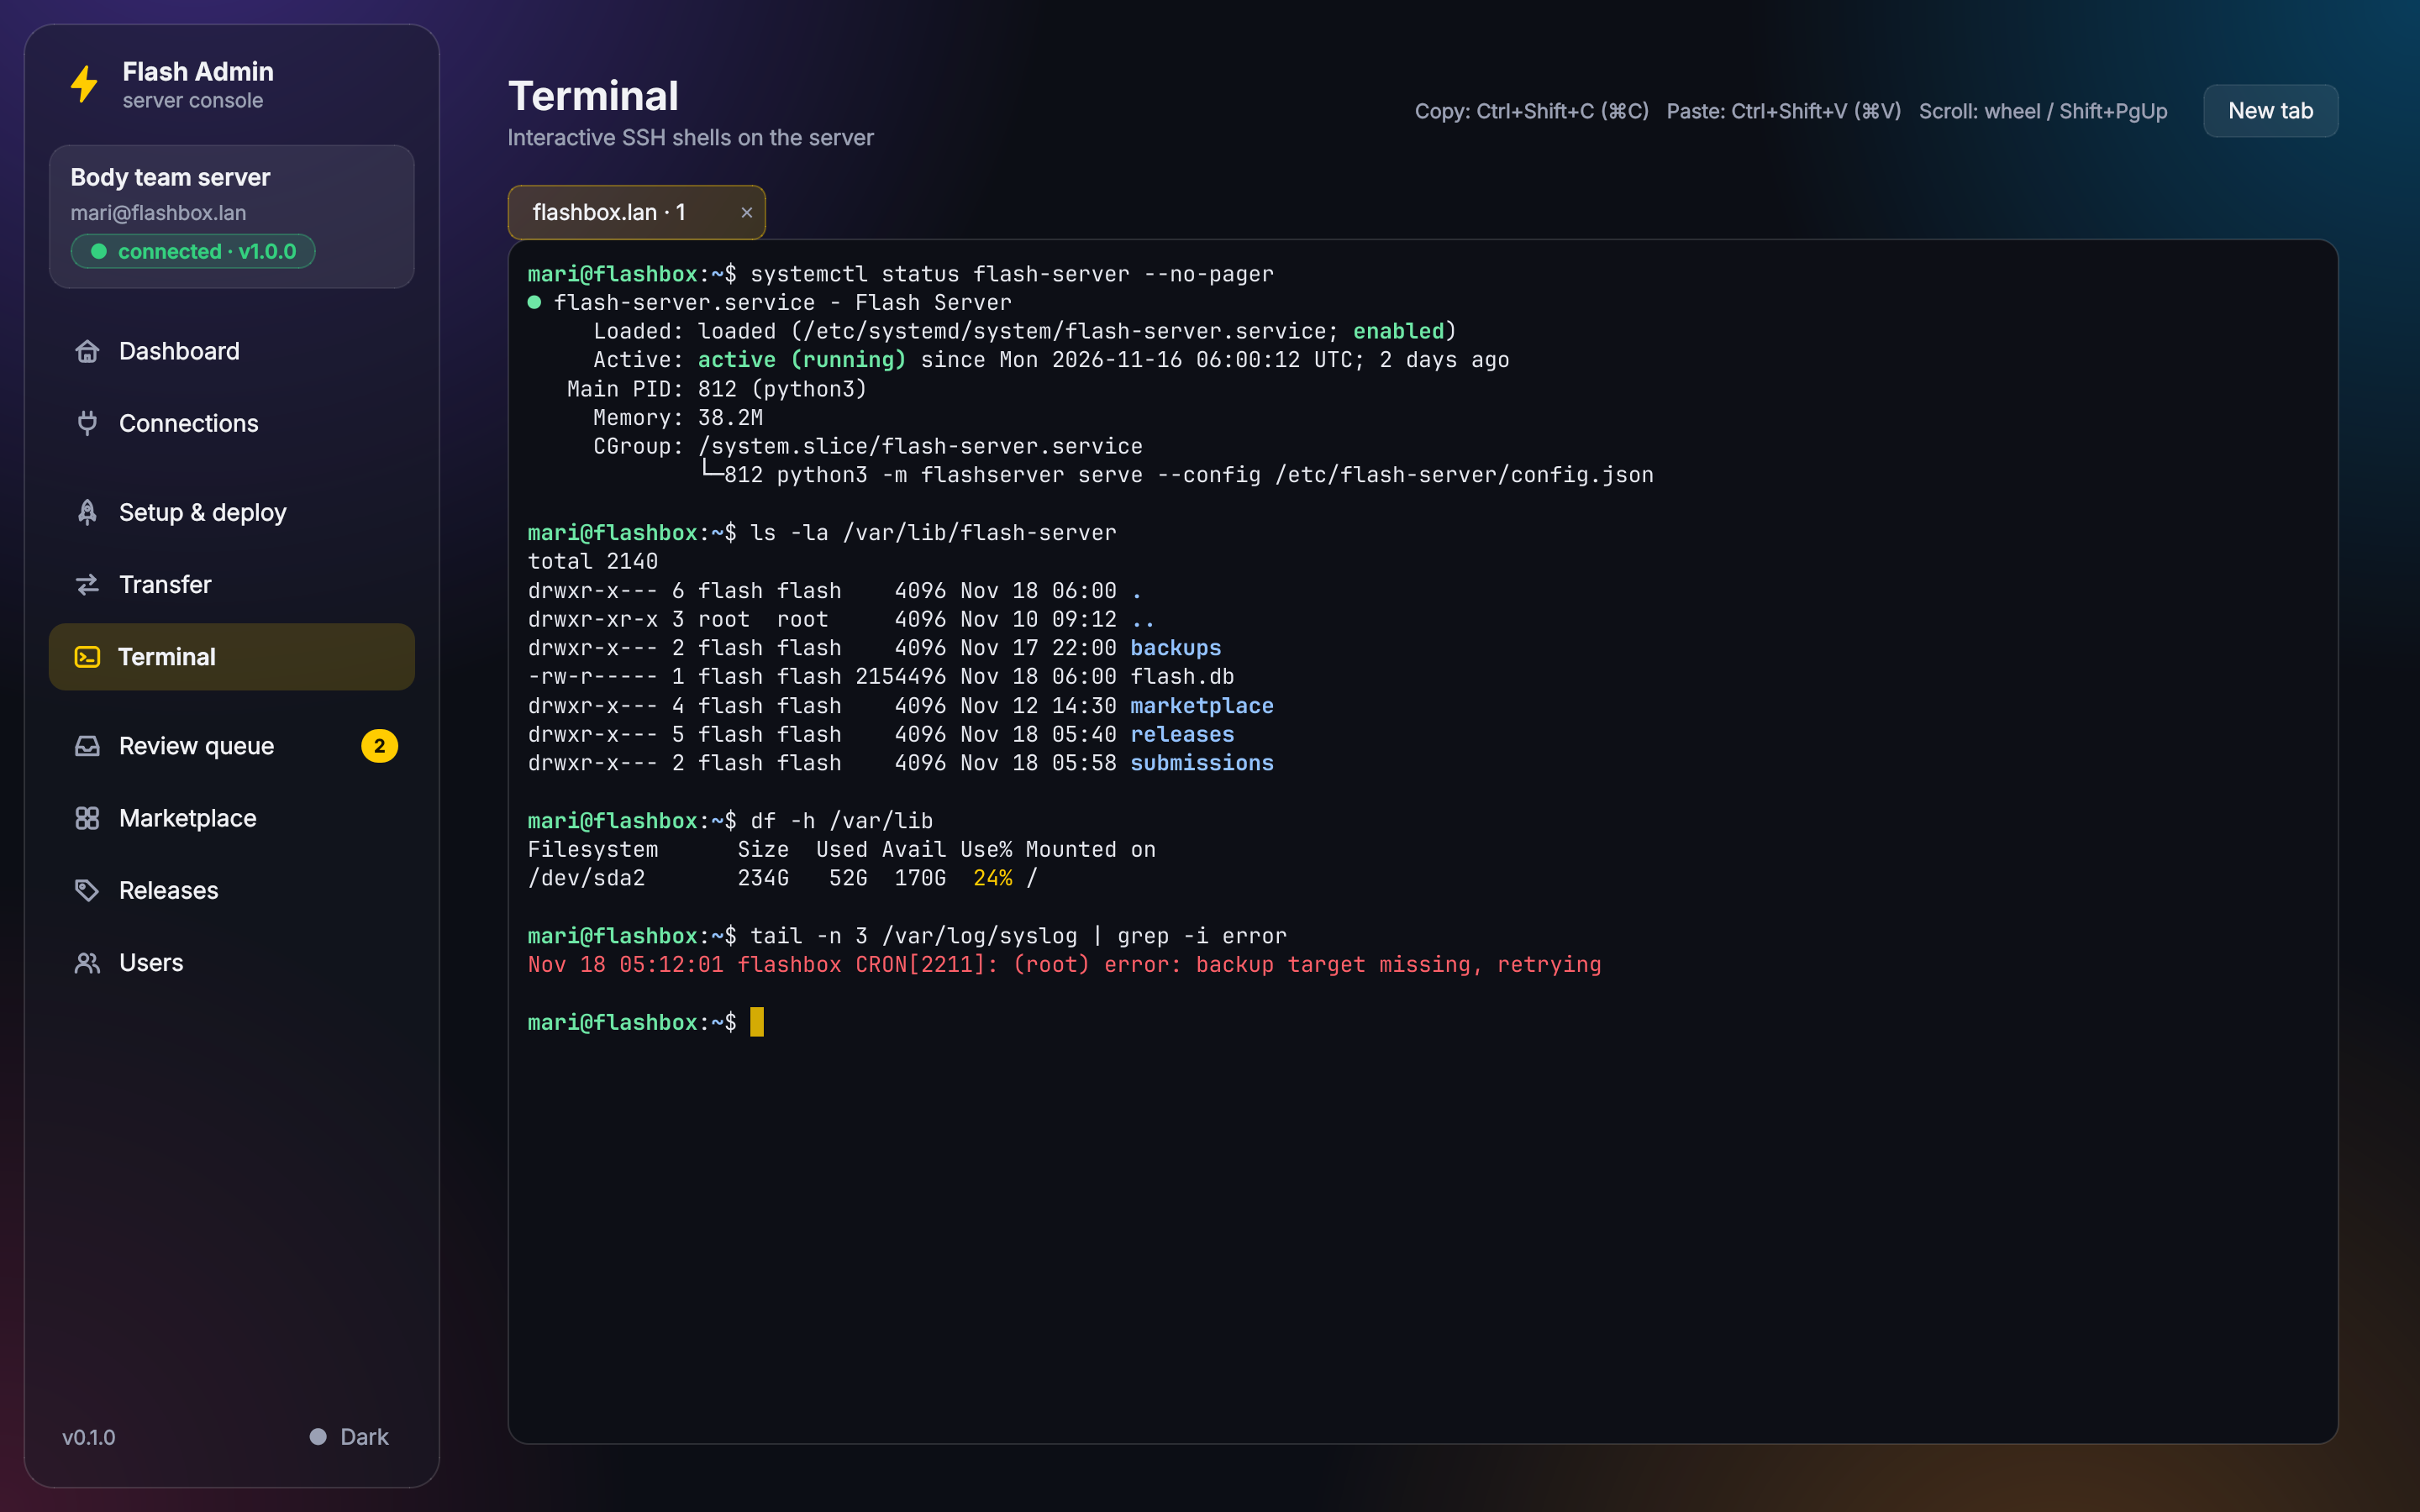 Flash Admin
server console
Body team server
mari@flashbox.lan
connected · v1.0.0
Dashboard
Connections
Setup & deploy
Transfer
Terminal
Review queue 2
Marketplace
Releases
Users
v0.1.0 Dark
Terminal
Interactive SSH shells on the server
Copy: Ctrl+Shift+C (⌘C) Paste: Ctrl+Shift+V (⌘V) Scroll: wheel / Shift+PgUp New tab
flashbox.lan · 1 ×
mari@flashbox:~$ systemctl status flash-server --no-pager
● flash-server.service - Flash Server
     Loaded: loaded (/etc/systemd/system/flash-server.service; enabled)
     Active: active (running) since Mon 2026-11-16 06:00:12 UTC; 2 days ago
   Main PID: 812 (python3)
     Memory: 38.2M
     CGroup: /system.slice/flash-server.service
             └─812 python3 -m flashserver serve --config /etc/flash-server/config.json
mari@flashbox:~$ ls -la /var/lib/flash-server
total 2140
drwxr-x--- 6 flash flash    4096 Nov 18 06:00 .
drwxr-xr-x 3 root  root     4096 Nov 10 09:12 ..
drwxr-x--- 2 flash flash    4096 Nov 17 22:00 backups
-rw-r----- 1 flash flash 2154496 Nov 18 06:00 flash.db
drwxr-x--- 4 flash flash    4096 Nov 12 14:30 marketplace
drwxr-x--- 5 flash flash    4096 Nov 18 05:40 releases
drwxr-x--- 2 flash flash    4096 Nov 18 05:58 submissions
mari@flashbox:~$ df -h /var/lib
Filesystem      Size  Used Avail Use% Mounted on
/dev/sda2       234G   52G  170G  24% /
mari@flashbox:~$ tail -n 3 /var/log/syslog | grep -i error
Nov 18 05:12:01 flashbox CRON[2211]: (root) error: backup target missing, retrying
mari@flashbox:~$